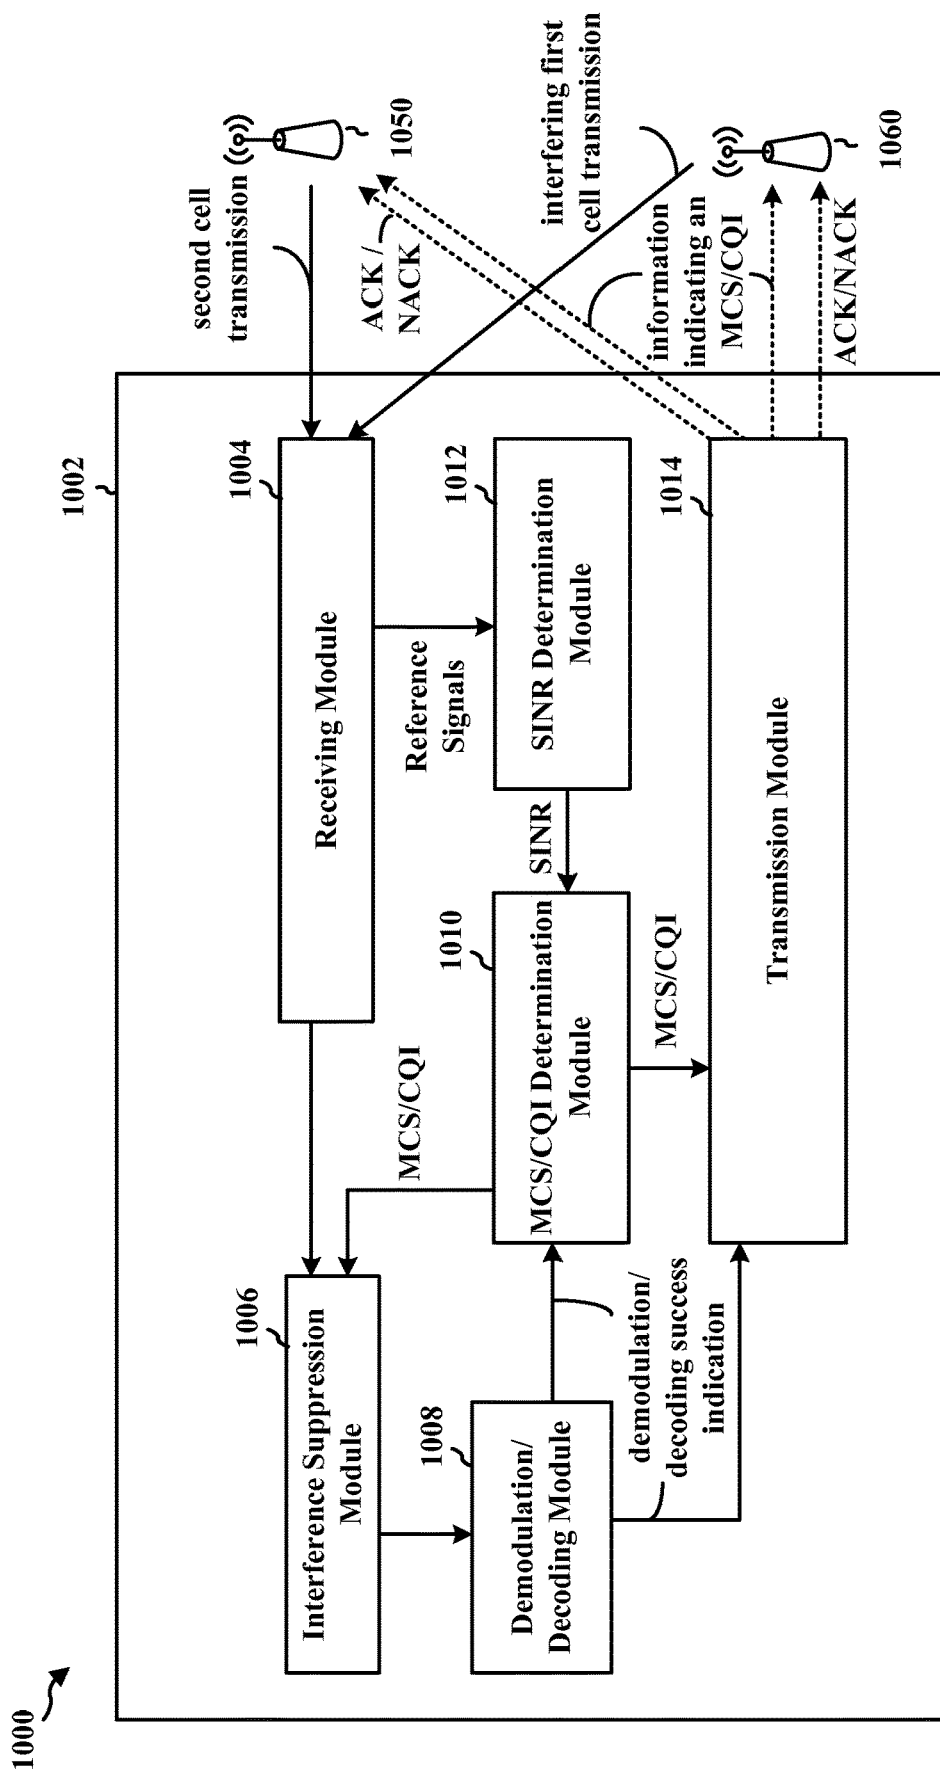 1000
1002
second cell
transmission
1050
ACK /
NACK
interfering first
cell transmission
1060
information
indicating an
MCS/CQI
ACK/NACK
1004
Receiving Module
1006
Interference Suppression
Module
MCS/CQI
Reference
Signals
1008
Demodulation/
Decoding Module
1010
MCS/CQI Determination
Module
SINR
1012
SINR Determination
Module
demodulation/
decoding success
indication
MCS/CQI
1014
Transmission Module